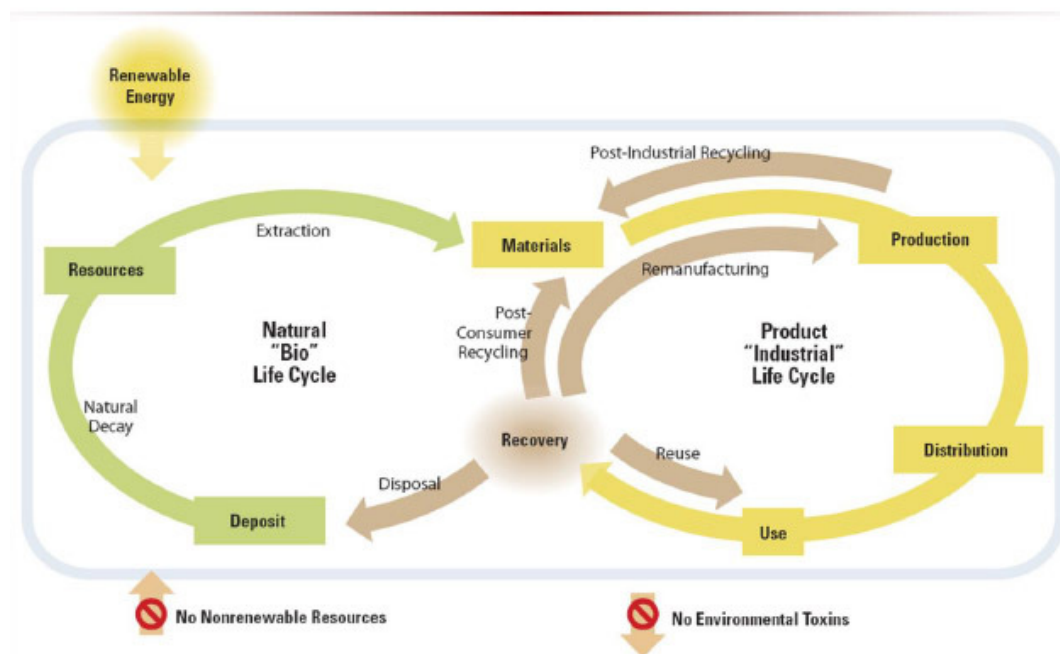 Renewable
Energy
Post-Industrial Recycling
Extraction
Materials
Production
Resources
Remanufacturing
Post-
Consumer
Recycling
Natural
"Bio"
Life Cycle
Product
"Industrial"
Life Cycle
Natural
Decay
Recovery
Distribution
Reuse
Disposal
Deposit
Use
No Nonrenewable Resources
No Environmental Toxins